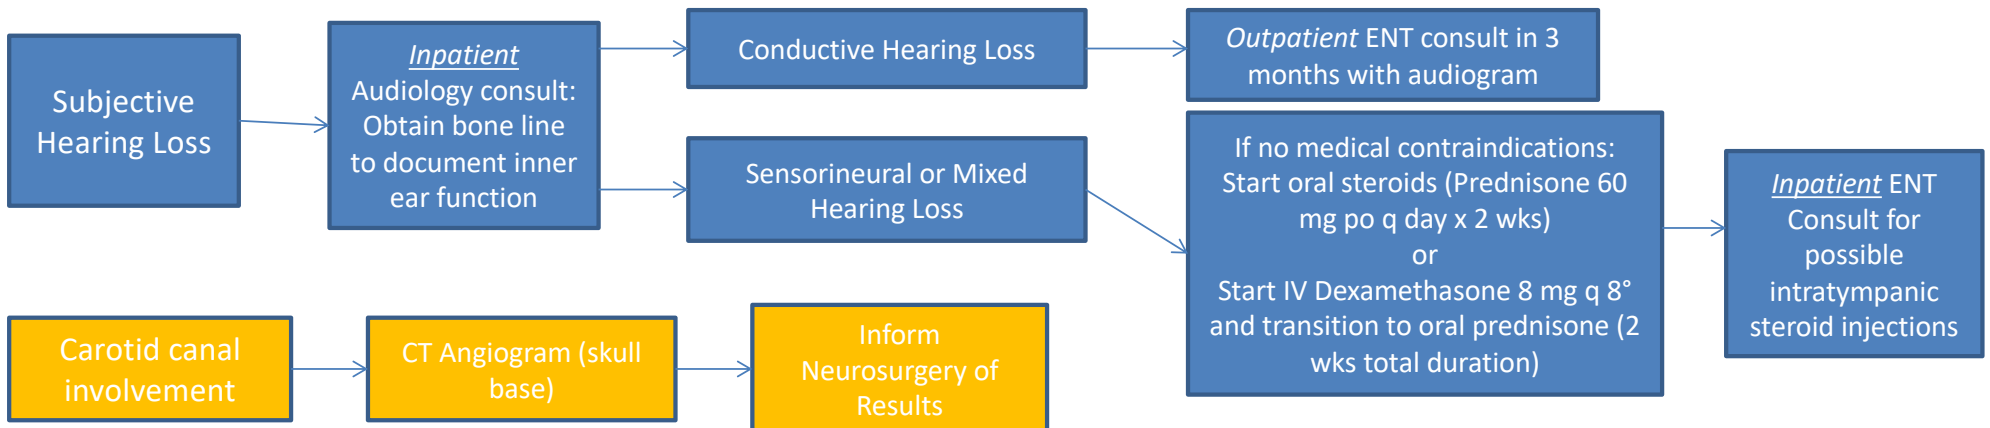 Subjective
Hearing Loss
Inpatient
Audiology consult:
Obtain bone line
to document inner
ear function
Conductive Hearing Loss
Outpatient ENT consult in 3
months with audiogram
Sensorineural or Mixed
Hearing Loss
If no medical contraindications:
Start oral steroids (Prednisone 60
mg po q day x 2 wks)
or
Start IV Dexamethasone 8 mg q 8°
and transition to oral prednisone (2
wks total duration)
Inpatient ENT
Consult for
possible
intratympanic
steroid injections
Carotid canal
involvement
CT Angiogram (skull
base)
Inform
Neurosurgery of
Results